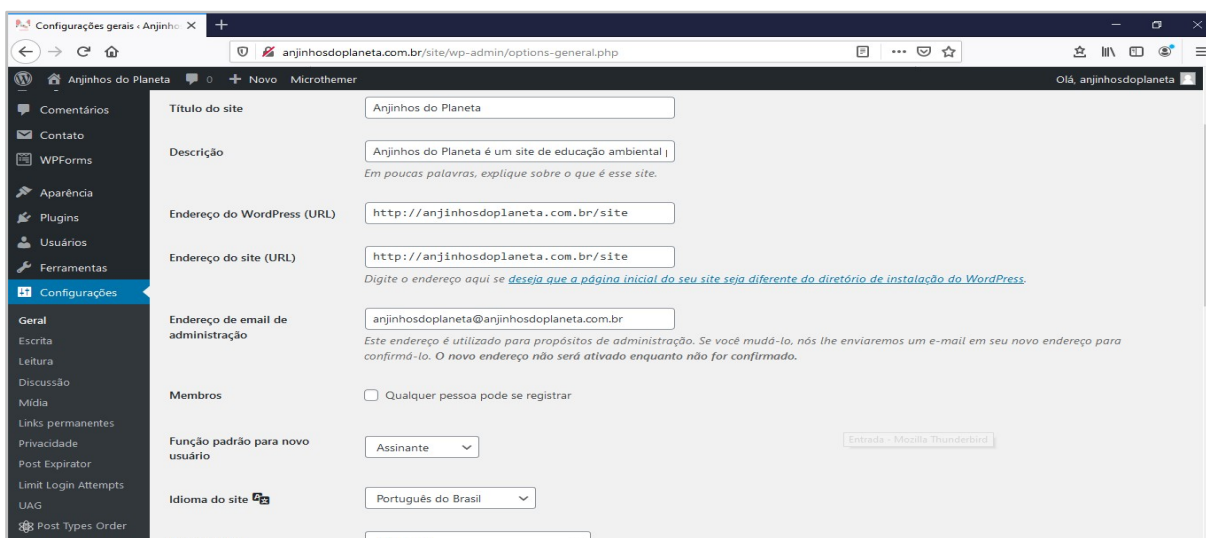 Configurações gerais ‹ Anjinho
anjinhosdoplaneta.com.br/site/wp-admin/options-general.php
Anjinhos do Planeta 0 + Novo Microthemer Olá, anjinhosdoplaneta
Comentários
Contato
WPForms
Aparência
Plugins
Usuários
Ferramentas
Configurações
Geral
Escrita
Leitura
Discussão
Mídia
Links permanentes
Privacidade
Post Expirator
Limit Login Attempts
UAG
Post Types Order
Título do site
Anjinhos do Planeta
Descrição
Anjinhos do Planeta é um site de educação ambiental
Em poucas palavras, explique sobre o que é esse site.
Endereço do WordPress (URL)
http://anjinhosdoplaneta.com.br/site
Endereço do site (URL)
http://anjinhosdoplaneta.com.br/site
Digite o endereço aqui se deseja que a página inicial do seu site seja diferente do diretório de instalação do WordPress.
Endereço de email de
administração
anjinhosdoplaneta@anjinhosdoplaneta.com.br
Este endereço é utilizado para propósitos de administração. Se você mudá-lo, nós lhe enviaremos um e-mail em seu novo endereço para
confirmá-lo. O novo endereço não será ativado enquanto não for confirmado.
Membros
Qualquer pessoa pode se registrar
Função padrão para novo
usuário
Assinante
Entrada - Mozilla Thunderbird
Idioma do site
Português do Brasil